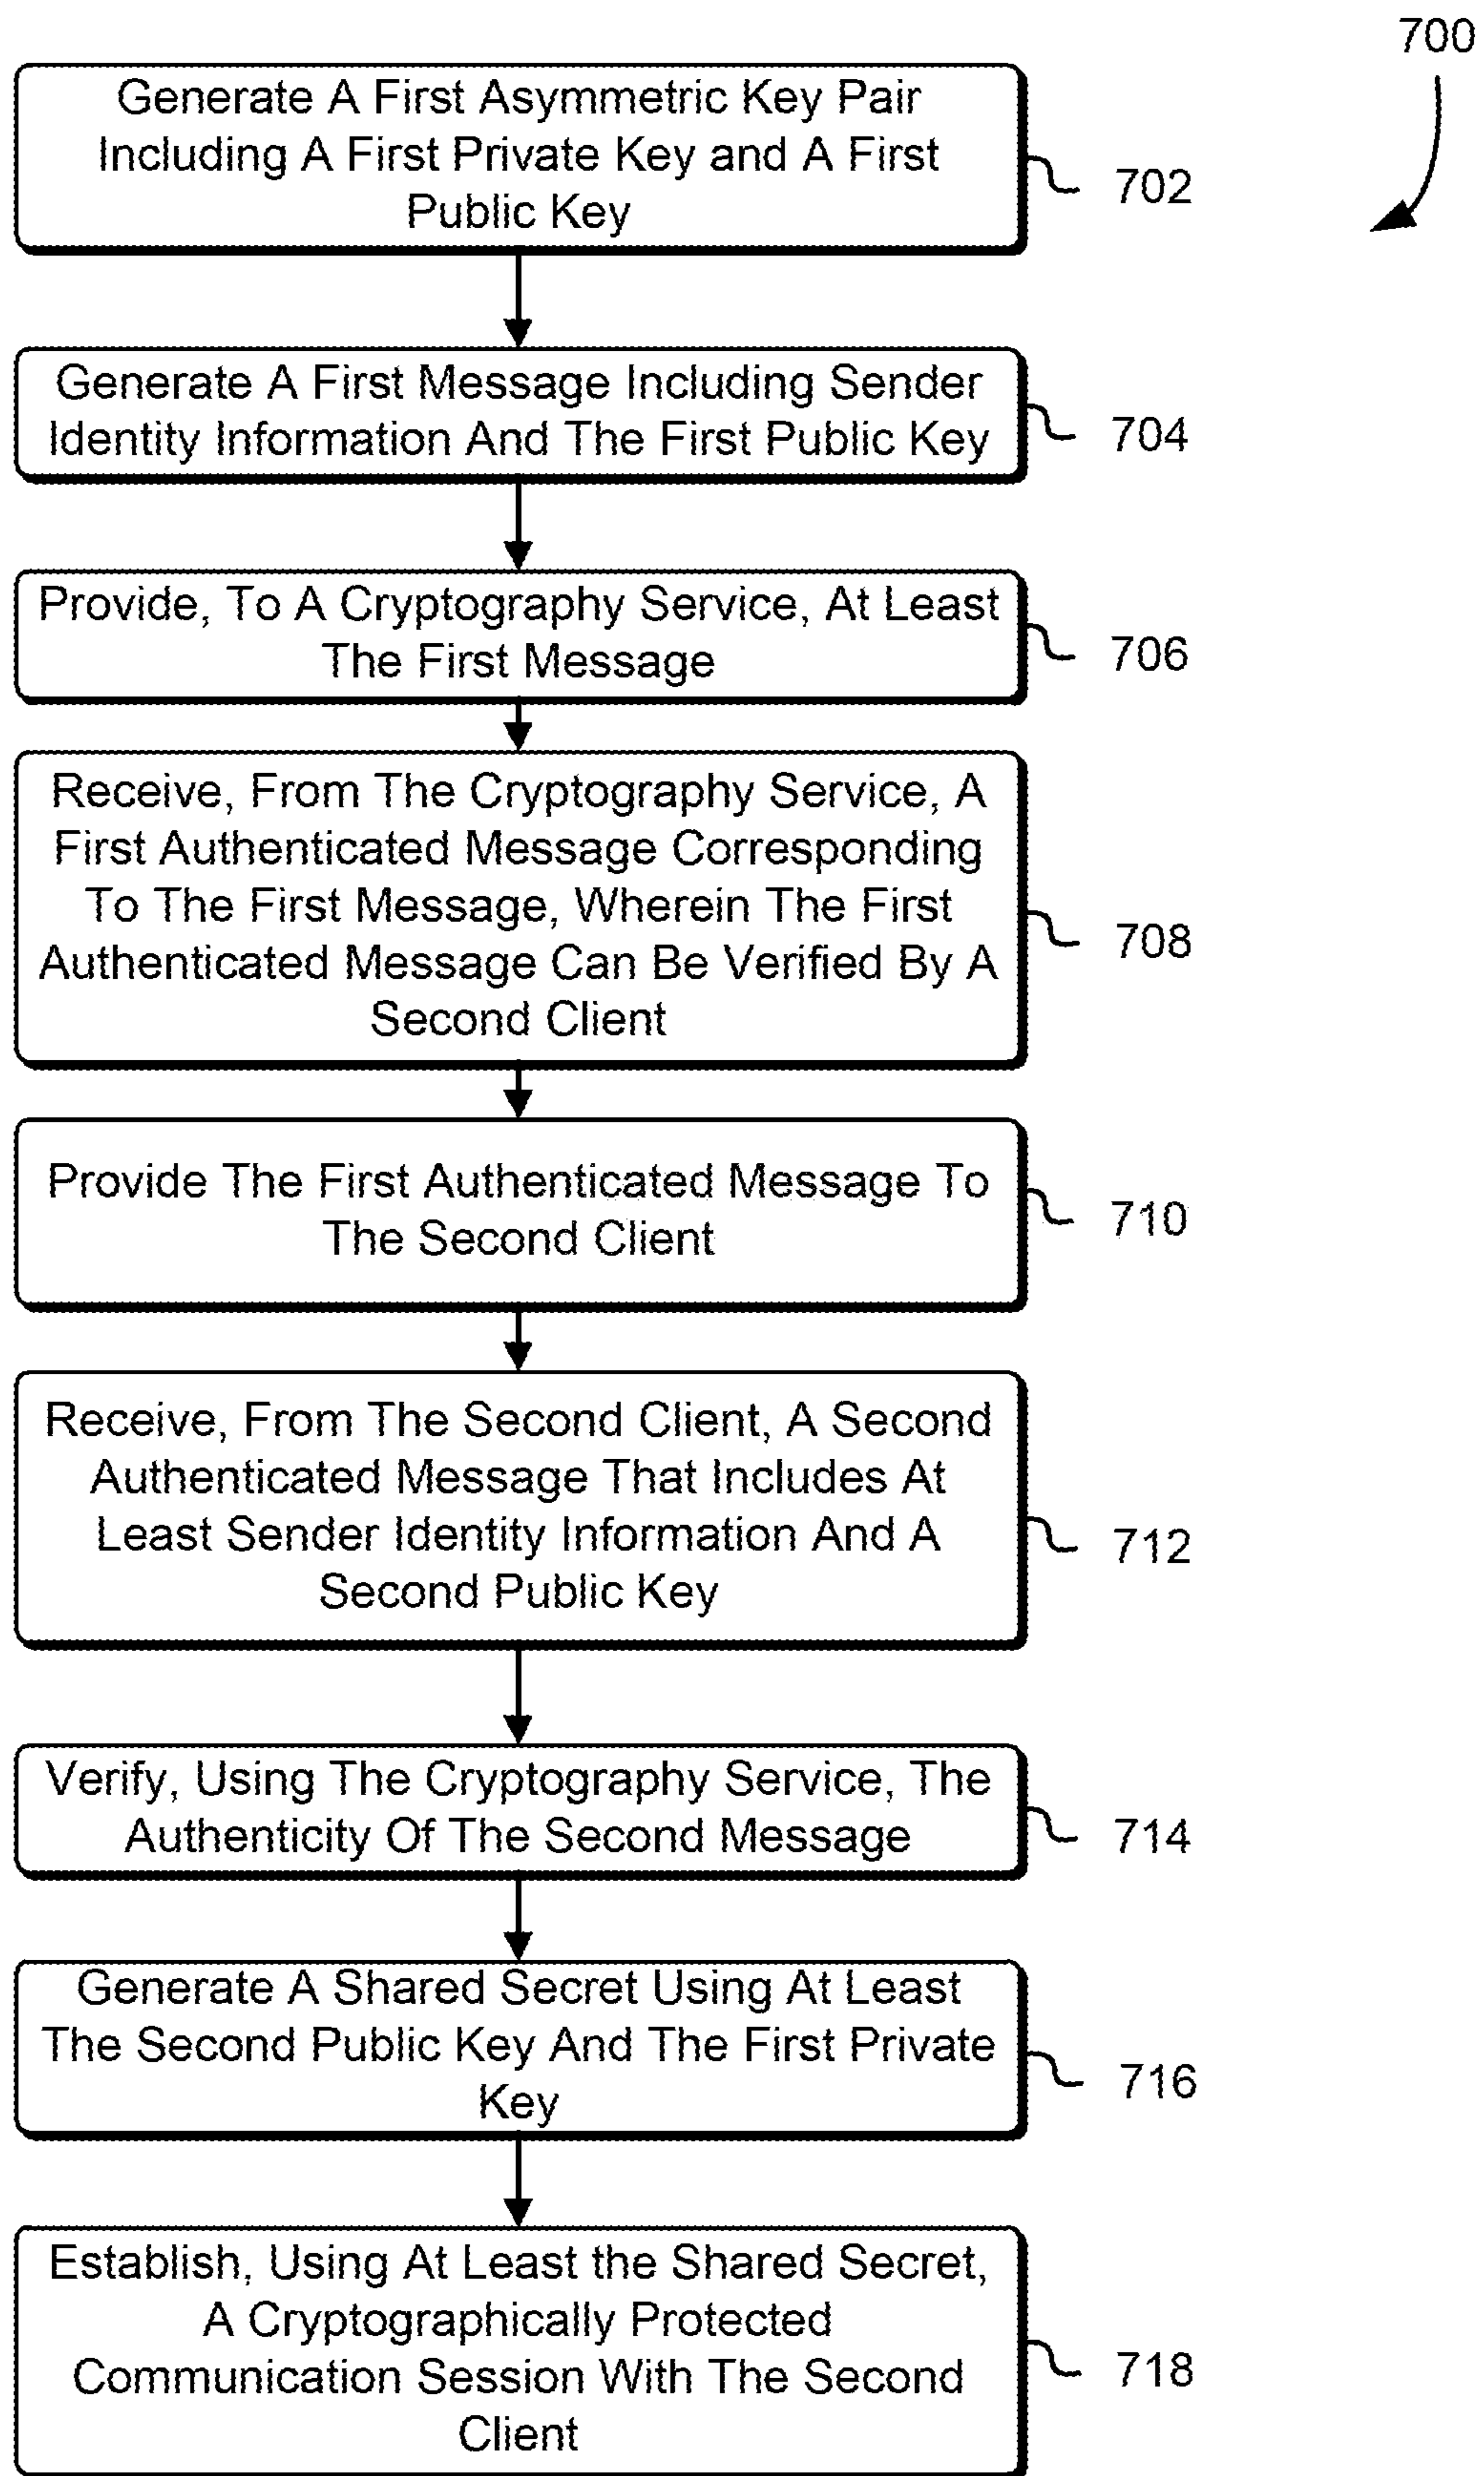 700
Generate A First Asymmetric Key Pair
Including A First Private Key and A First
Public Key
702
Generate A First Message Including Sender
Identity Information And The First Public Key
704
Provide, To A Cryptography Service, At Least
The First Message
706
Receive, From The Cryptography Service, A
First Authenticated Message Corresponding
To The First Message, Wherein The First
Authenticated Message Can Be Verified By A
Second Client
708
Provide The First Authenticated Message To
The Second Client
710
Receive, From The Second Client, A Second
Authenticated Message That Includes At
Least Sender Identity Information And A
Second Public Key
712
Verify, Using The Cryptography Service, The
Authenticity Of The Second Message
714
Generate A Shared Secret Using At Least
The Second Public Key And The First Private
Key
716
Establish, Using At Least the Shared Secret,
A Cryptographically Protected
Communication Session With The Second
Client
718